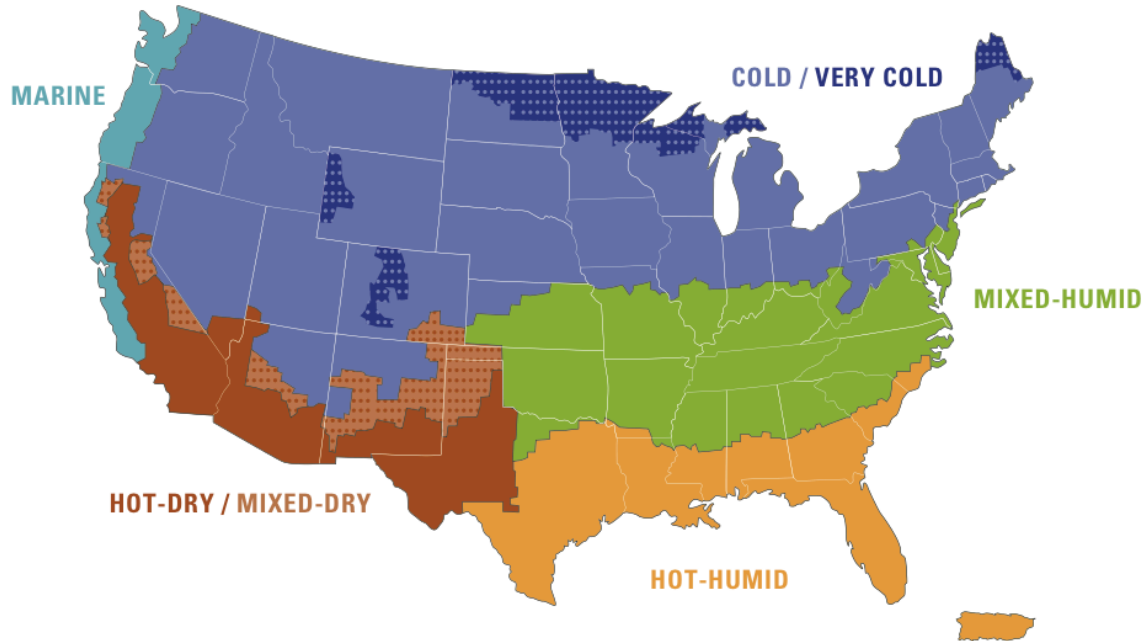 COLD / VERY COLD
MARINE
MIXED-HUMID
HOT-DRY / MIXED-DRY
HOT-HUMID